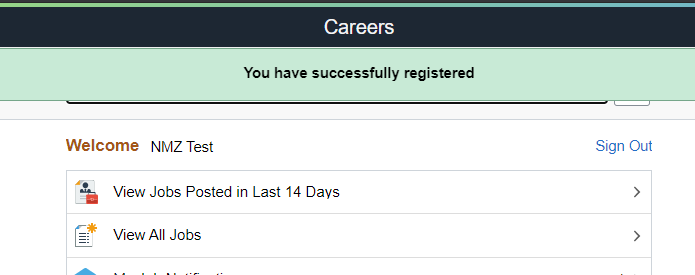 Careers
You have successfully registered
Welcome NMZ Test Sign Out
View Jobs Posted in Last 14 Days
View All Jobs